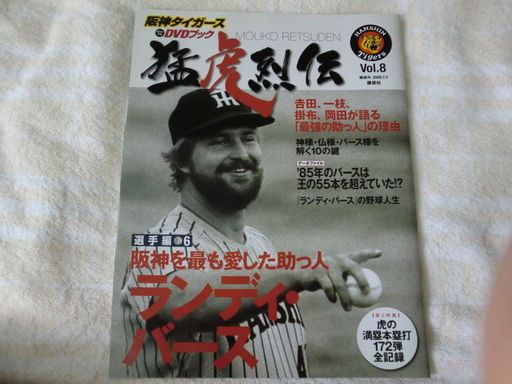 阪神タイガース
DVDブック
MOUKO RETSUDEN
猛虎烈伝
HANSHIN
Tigers
Vol.8
講談社
吉田、一枝、
掛布、岡田が語る
「最強の助っ人」の理由
神様・仏様・バース様を
解く10の鍵
データファイル
'85年のバースは
王の55本を超えていた!?
「ランディ・バース」の野球人生
選手編 6
阪神を最も愛した助っ人
ランディ・
バース
【第2特集】
虎の
満塁本塁打
172弾
全記録